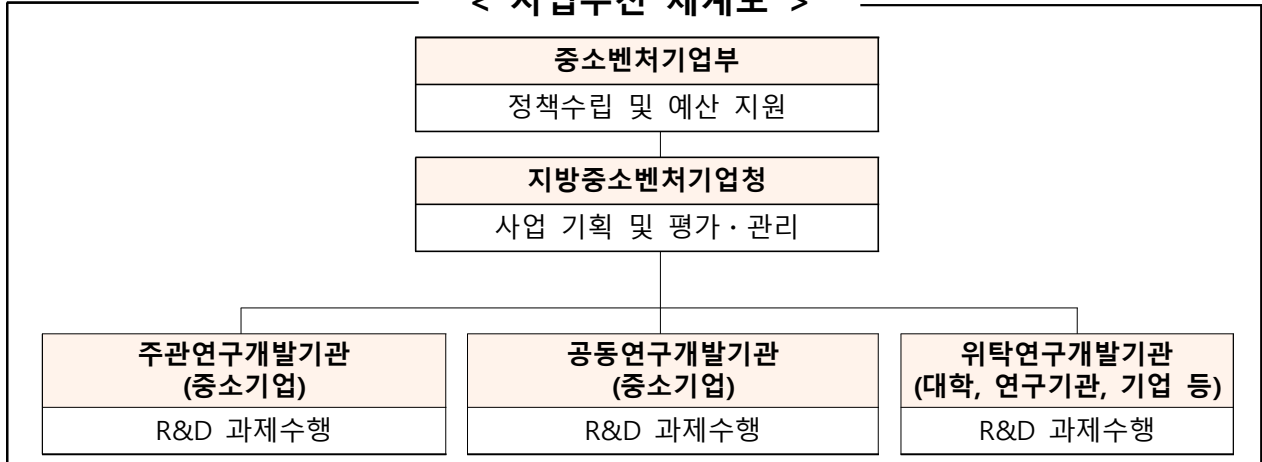 < 사업추진 체계도 >
중소벤처기업부
정책수립 및 예산 지원
지방중소벤처기업청
사업 기획 및 평가·관리
주관연구개발기관
(중소기업)
R&D 과제수행
공동연구개발기관
(중소기업)
R&D 과제수행
위탁연구개발기관
(대학, 연구기관, 기업 등)
R&D 과제수행